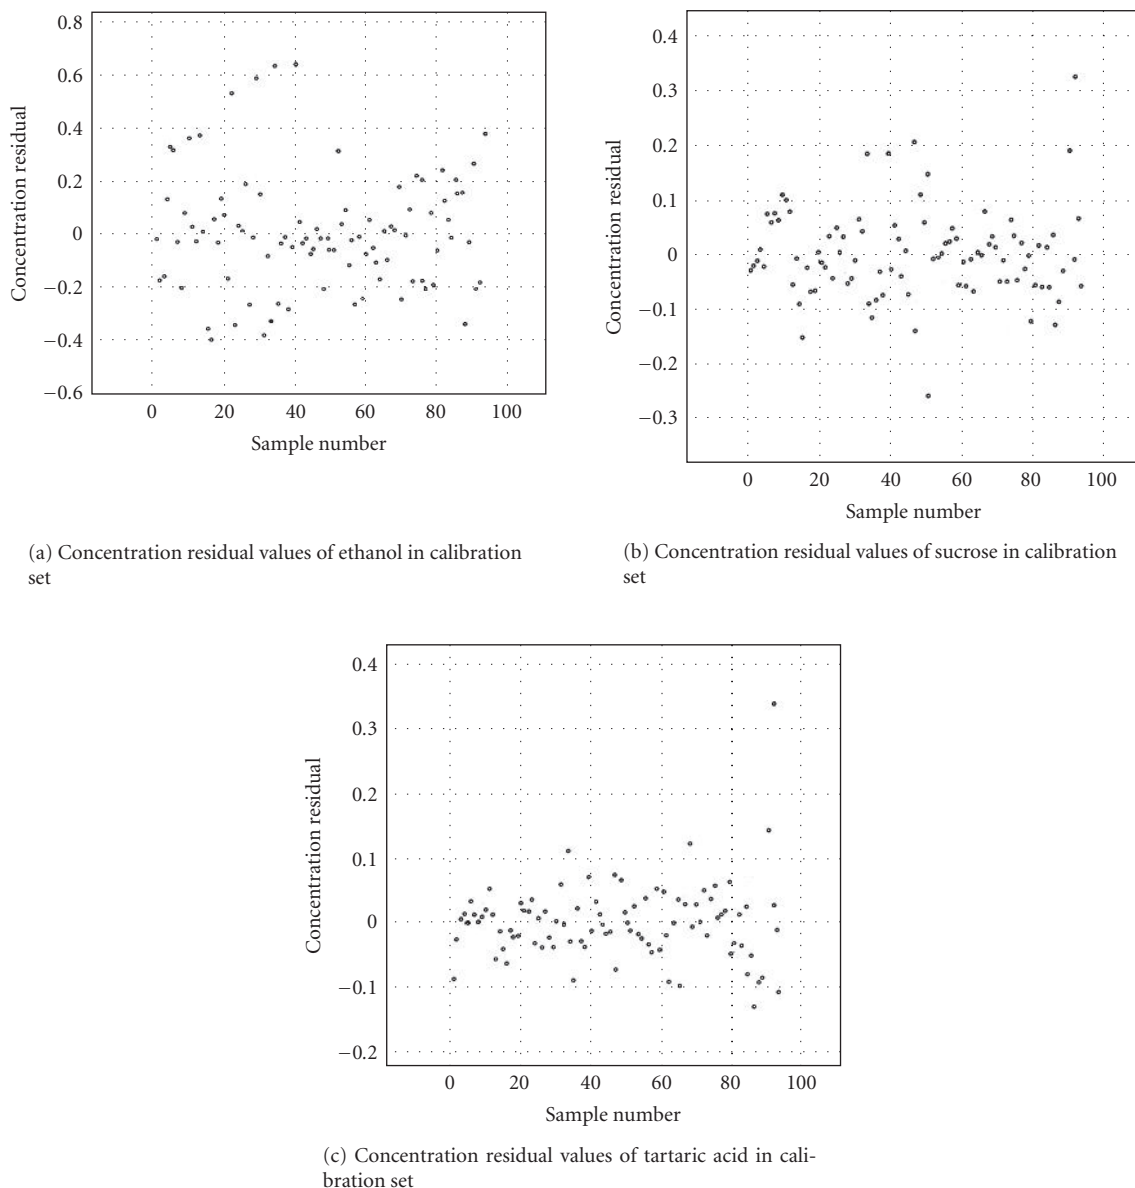 0.8
0.6
0.4
0.2
0
−0.2
−0.4
−0.6
Concentration residual
0 20 40 60 80 100
Sample number
(a) Concentration residual values of ethanol in calibration
set
0.4
0.3
0.2
0.1
0
−0.1
−0.2
−0.3
Concentration residual
0 20 40 60 80 100
Sample number
(b) Concentration residual values of sucrose in calibration
set
0.4
0.3
0.2
0.1
0
−0.1
−0.2
Concentration residual
0 20 40 60 80 100
Sample number
(c) Concentration residual values of tartaric acid in cali-
bration set